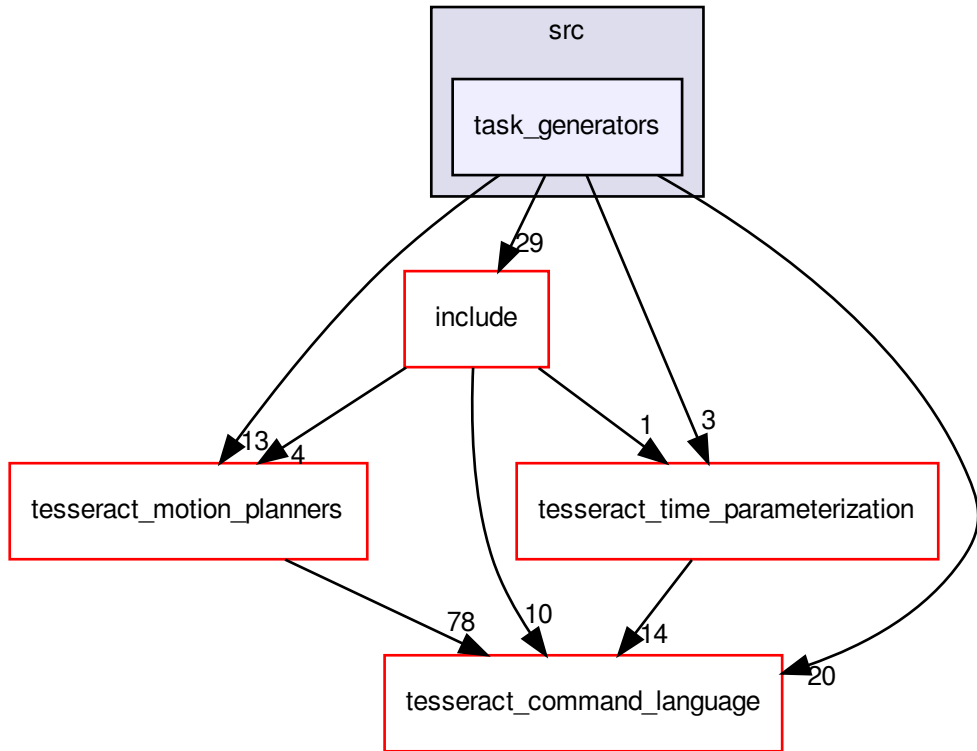 src
task_generators
29
include
13
4
1
3
tesseract_motion_planners
tesseract_time_parameterization
78
10
14
20
tesseract_command_language